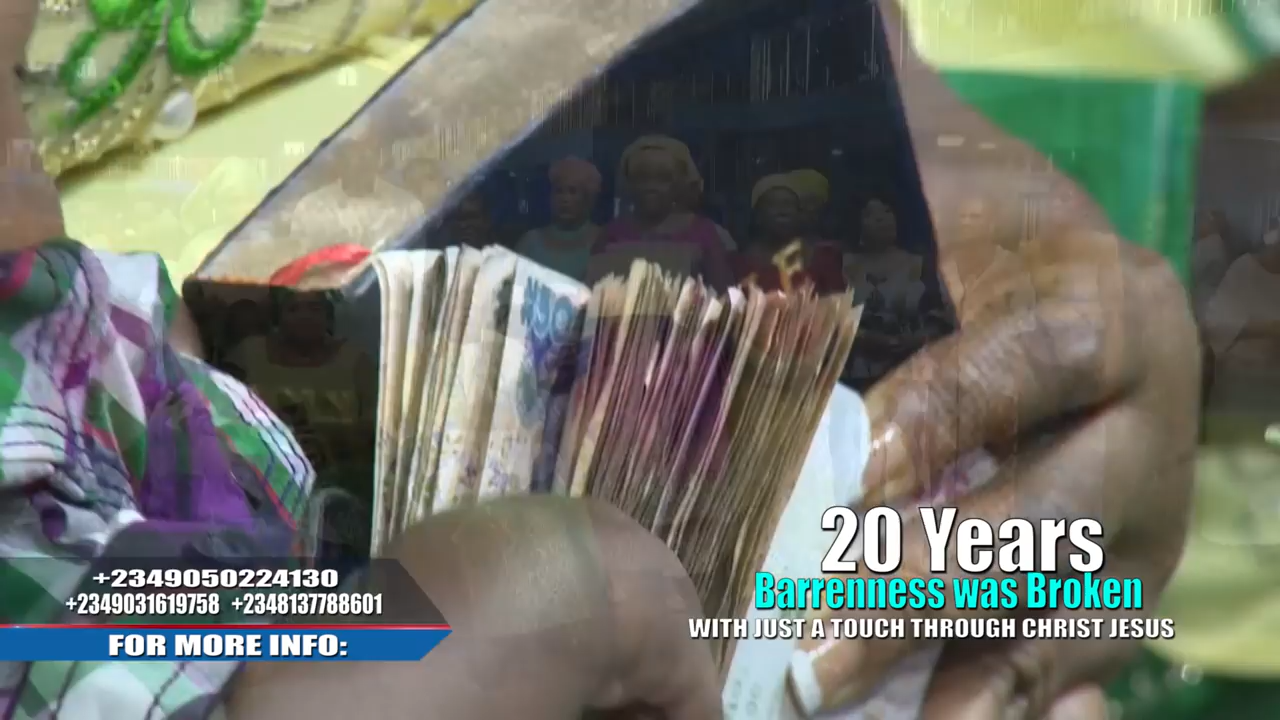 +2349050224130
+2349031619758 +2348137788601
FOR MORE INFO:
20 Years
Barrenness was Broken
WITH JUST A TOUCH THROUGH CHRIST JESUS